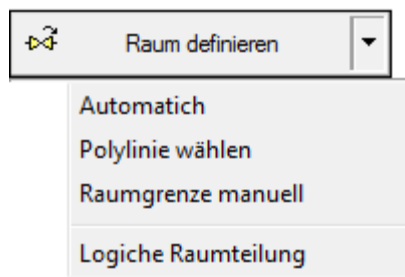 Raum definieren
Automatich
Polylinie wählen
Raumgrenze manuell
Logiche Raumteilung